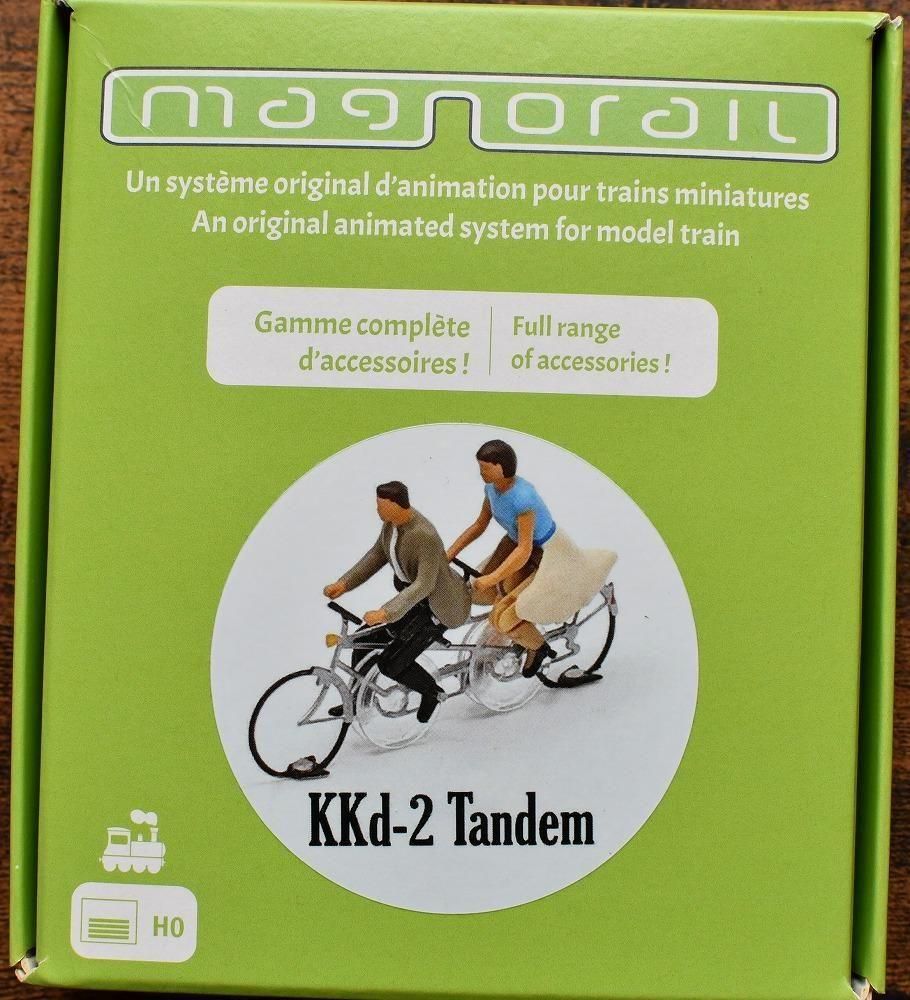 magnorail
Un système original d'animation pour trains miniatures
An original animated system for model train
Gamme complète
d'accessoires !
Full range
of accessories !
KKd-2 Tandem
H0